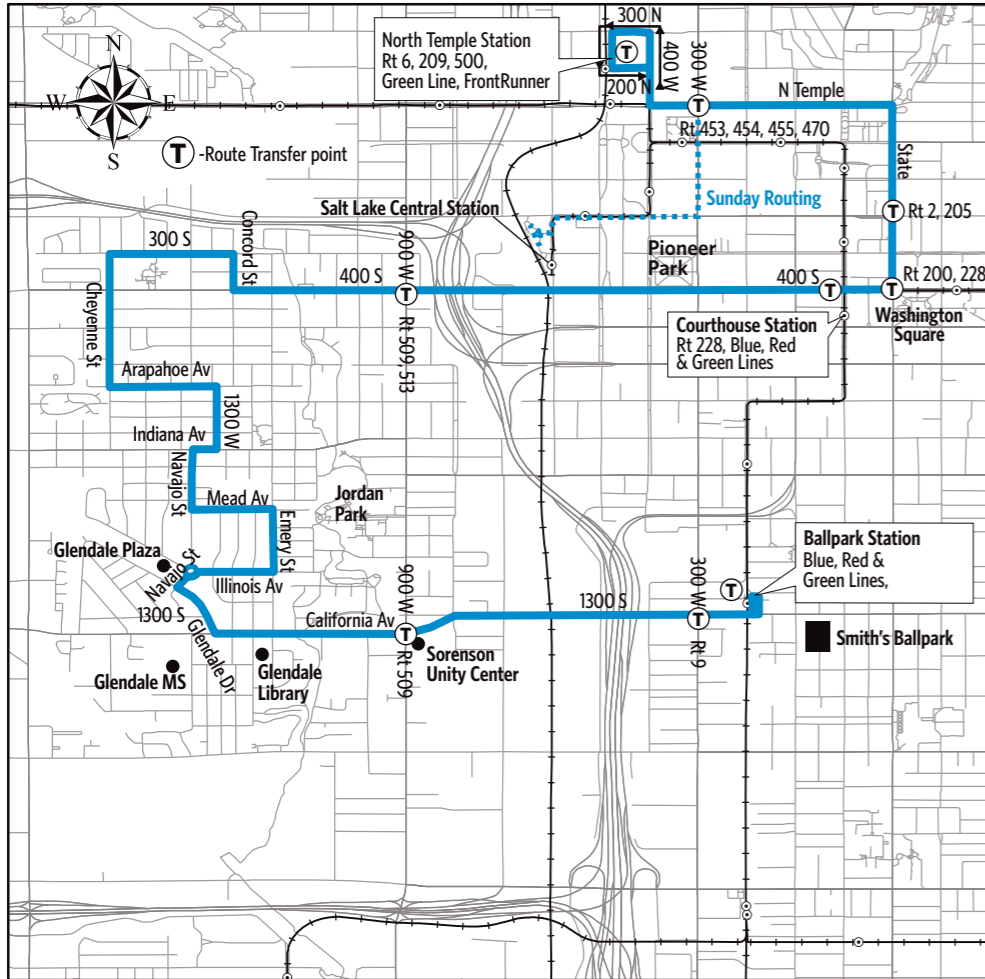 300 N
North Temple Station
Rt 6, 209, 500,
Green Line, FrontRunner
400 W
300 W
T
200 N
T
N Temple
N
W
E
S
T -Route Transfer point
Rt 453, 454, 455, 470
State
Salt Lake Central Station
Sunday Routing
T Rt 2, 205
Concord St
300 S
900 W
Pioneer
Park
400 S
400 S
T
T
Rt 200, 228
T
Washington
Square
Cheyenne St
Rt 509, 513
Courthouse Station
Rt 228, Blue, Red
& Green Lines
Arapahoe Av
1300 W
Indiana Av
Navajo St
Mead Av
Jordan
Park
Emery St
Glendale Plaza
Navajo St
Illinois Av
Ballpark Station
Blue, Red &
Green Lines,
T
1300 S
California Av
900 W
1300 S
300 W
T
T
Glendale Dr
Rt 509
Rt 9
Smith's Ballpark
Sorenson
Unity Center
Glendale MS
Glendale
Library